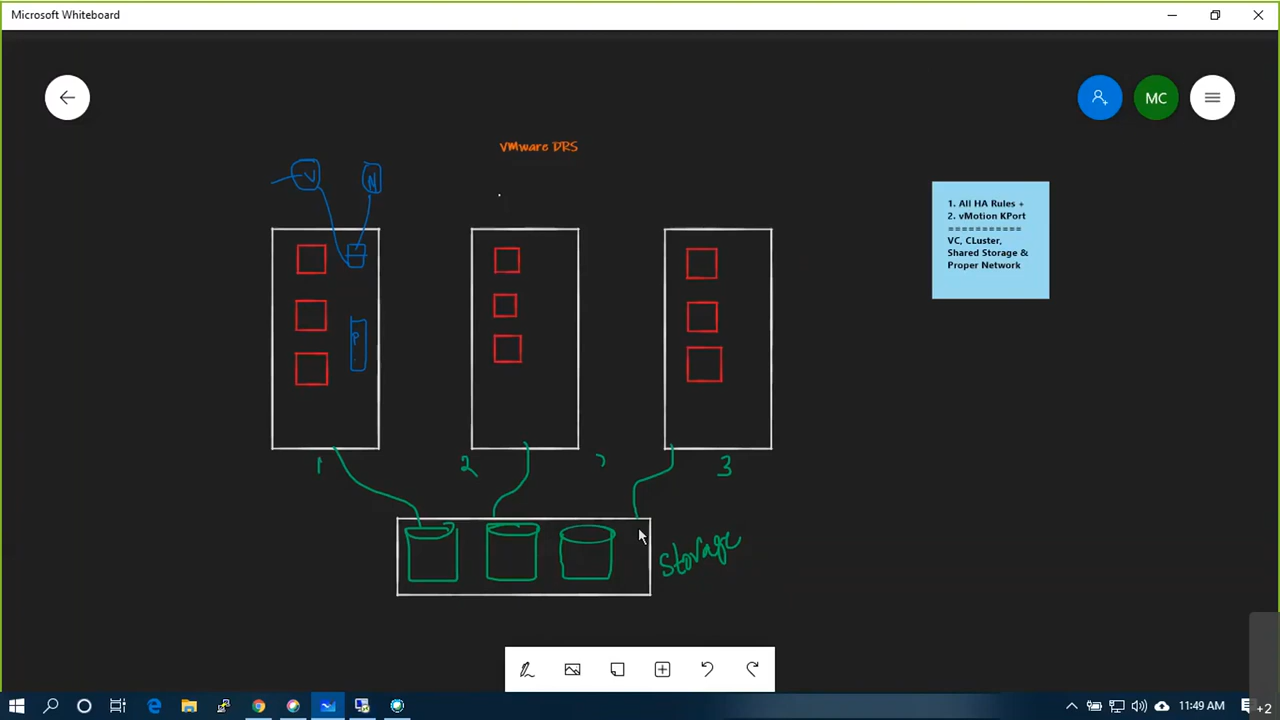 Microsoft Whiteboard
MC
VMware DRS
V
N
1. All HA Rules +
2. vMotion KPort
===========
VC, CLuster,
Shared Storage &
Proper Network
P
1
2
3
Storage
11:49 AM
+2